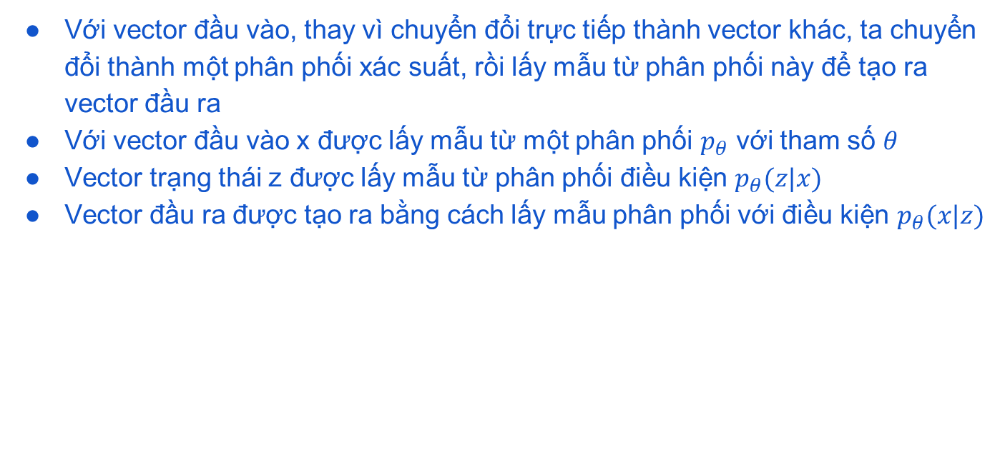 ● Với vector đầu vào, thay vì chuyển đổi trực tiếp thành vector khác, ta chuyển
đổi thành một phân phối xác suất, rồi lấy mẫu từ phân phối này để tạo ra
vector đầu ra
● Với vector đầu vào x được lấy mẫu từ một phân phối $p_\theta$ với tham số $\theta$
● Vector trạng thái z được lấy mẫu từ phân phối điều kiện $p_\theta(z|x)$
● Vector đầu ra được tạo ra bằng cách lấy mẫu phân phối với điều kiện $p_\theta(x|z)$